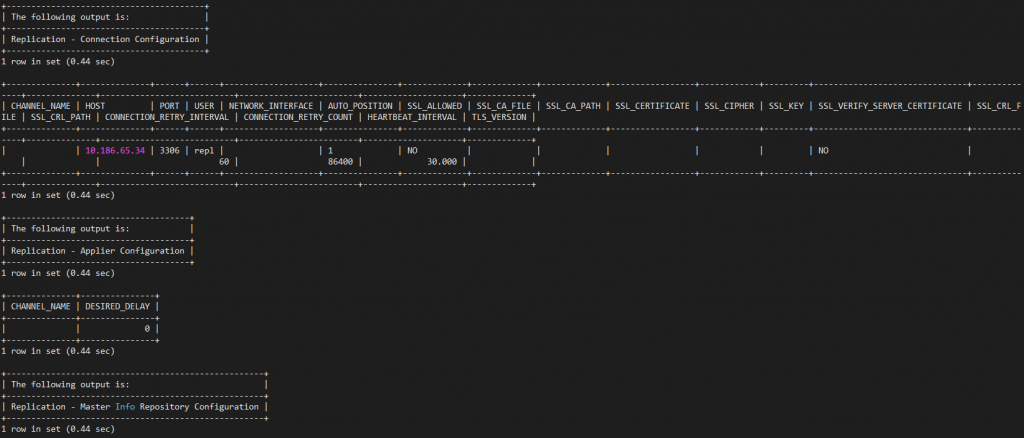 +----------------------------------------+
| The following output is:               |
+----------------------------------------+
| Replication - Connection Configuration |
+----------------------------------------+
1 row in set (0.44 sec)
| CHANNEL_NAME | HOST | PORT | USER | NETWORK_INTERFACE | AUTO_POSITION | SSL_ALLOWED | SSL_CA_FILE | SSL_CA_PATH | SSL_CERTIFICATE | SSL_CIPHER | SSL_KEY | SSL_VERIFY_SERVER_CERTIFICATE | SSL_CRL_F
ILE | SSL_CRL_PATH | CONNECTION_RETRY_INTERVAL | CONNECTION_RETRY_COUNT | HEARTBEAT_INTERVAL | TLS_VERSION |
| | 10.186.65.34 | 3306 | repl | | 1 | NO | | | | | | NO |
| | 60 | 86400 | 30.000 | |
1 row in set (0.44 sec)
+-------------------------------------+
| The following output is:            |
+-------------------------------------+
| Replication - Applier Configuration |
+-------------------------------------+
1 row in set (0.44 sec)
+--------------+---------------+
| CHANNEL_NAME | DESIRED_DELAY |
+--------------+---------------+
|              |             0 |
+--------------+---------------+
1 row in set (0.44 sec)
+----------------------------------------------------+
| The following output is:                           |
+----------------------------------------------------+
| Replication - Master Info Repository Configuration |
+----------------------------------------------------+
1 row in set (0.44 sec)